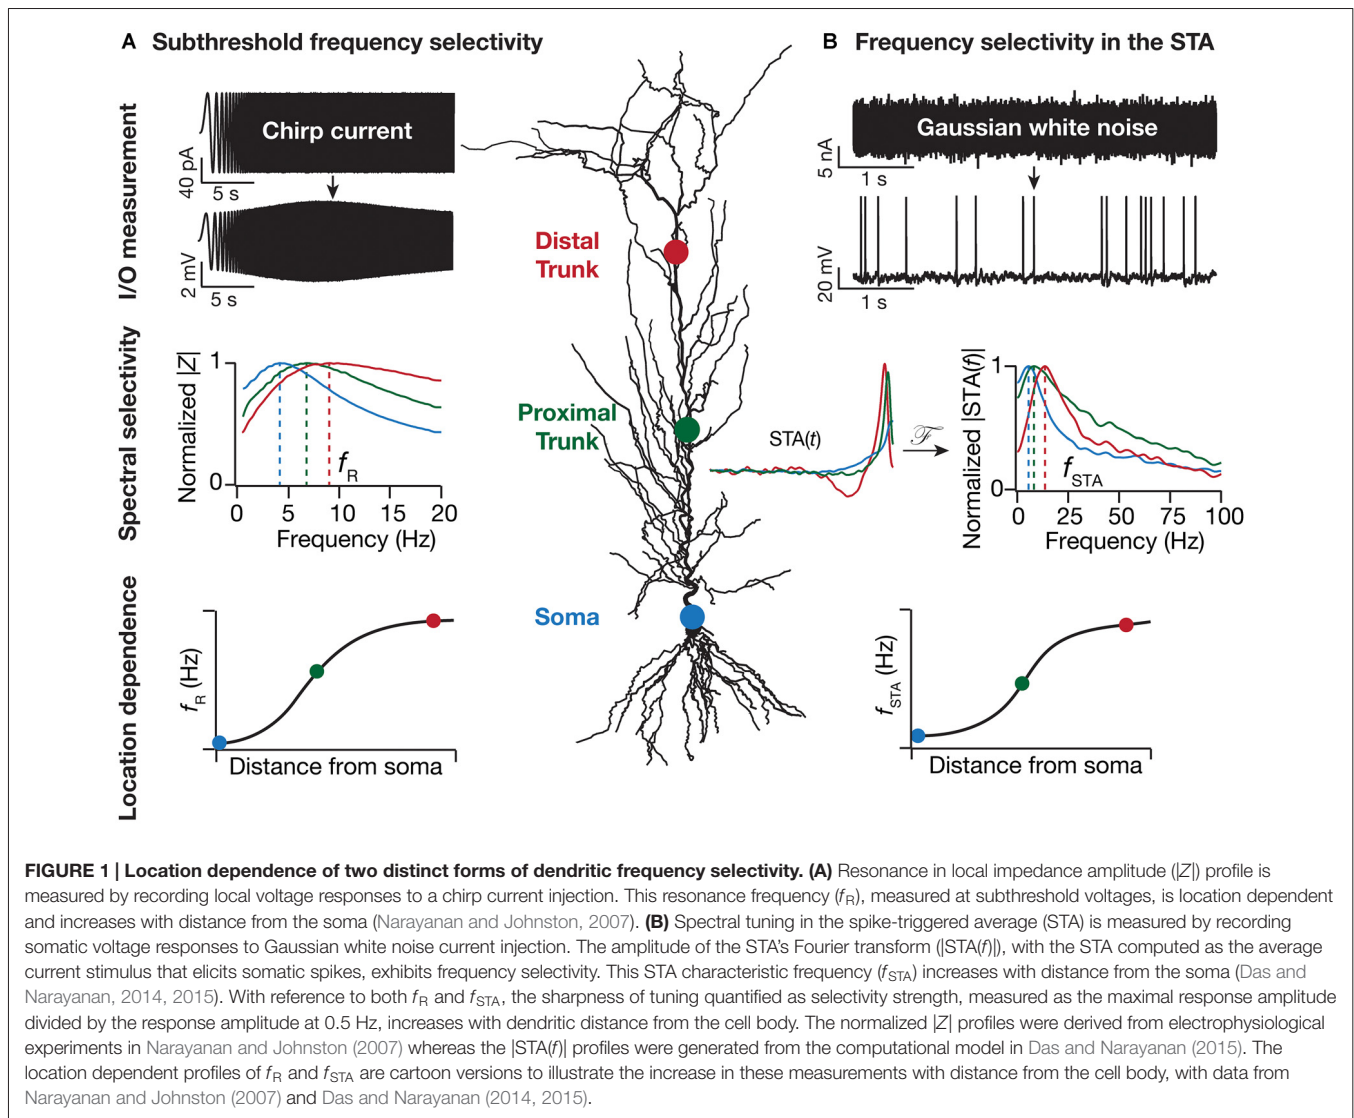 A Subthreshold frequency selectivity
B Frequency selectivity in the STA
I/O measurement
Chirp current
40 pA
5 s
2 mV
5 s
Gaussian white noise
5 nA
1 s
20 mV
1 s
Distal
Trunk
Proximal
Trunk
Soma
Spectral selectivity
Normalized |Z|
1
0
fR
0 5 10 15 20
Frequency (Hz)
STA(t)
ℱ
Normalized |STA(f)|
1
0
fSTA
0 25 50 75 100
Frequency (Hz)
Location dependence
fR (Hz)
Distance from soma
fSTA (Hz)
Distance from soma
FIGURE 1 | Location dependence of two distinct forms of dendritic frequency selectivity. (A) Resonance in local impedance amplitude (|Z|) profile is
measured by recording local voltage responses to a chirp current injection. This resonance frequency (fR), measured at subthreshold voltages, is location dependent
and increases with distance from the soma (Narayanan and Johnston, 2007). (B) Spectral tuning in the spike-triggered average (STA) is measured by recording
somatic voltage responses to Gaussian white noise current injection. The amplitude of the STA's Fourier transform (|STA(f)|), with the STA computed as the average
current stimulus that elicits somatic spikes, exhibits frequency selectivity. This STA characteristic frequency (fSTA) increases with distance from the soma (Das and
Narayanan, 2014, 2015). With reference to both fR and fSTA, the sharpness of tuning quantified as selectivity strength, measured as the maximal response amplitude
divided by the response amplitude at 0.5 Hz, increases with dendritic distance from the cell body. The normalized |Z| profiles were derived from electrophysiological
experiments in Narayanan and Johnston (2007) whereas the |STA(f)| profiles were generated from the computational model in Das and Narayanan (2015). The
location dependent profiles of fR and fSTA are cartoon versions to illustrate the increase in these measurements with distance from the cell body, with data from
Narayanan and Johnston (2007) and Das and Narayanan (2014, 2015).